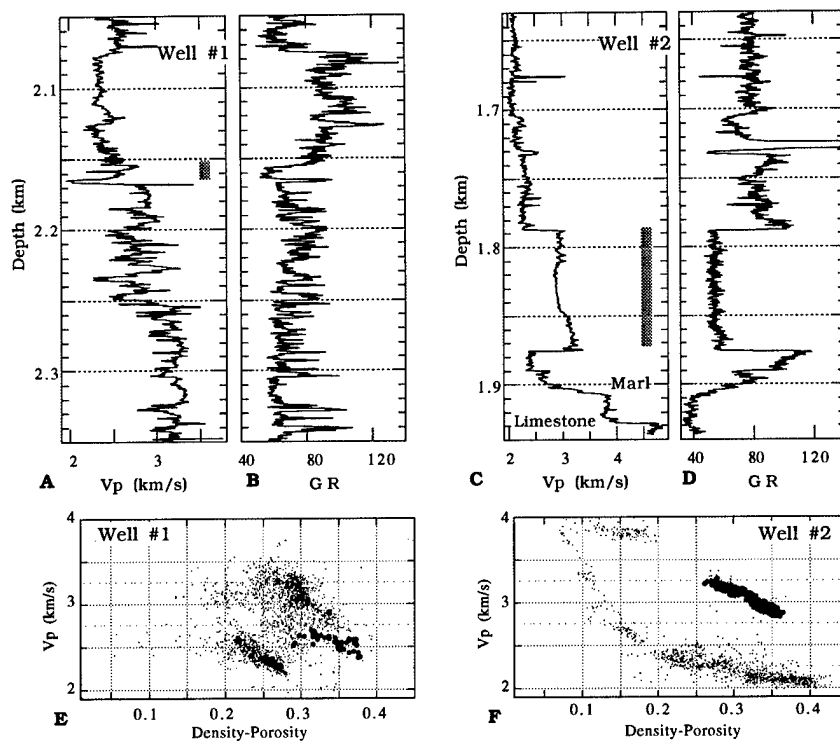 Well #1
Well #2
Depth (km)
2.1
2.2
2.3
2 3
A Vp (km/s)
40 80 120
B GR
Depth (km)
1.7
1.8
1.9
Marl
Limestone
2 3 4
C Vp (km/s)
40 80 120
D GR
Well #1
Vp (km/s)
4
3
2
0.1 0.2 0.3 0.4
E Density-Porosity
Well #2
Vp (km/s)
4
3
2
0.1 0.2 0.3 0.4
F Density-Porosity